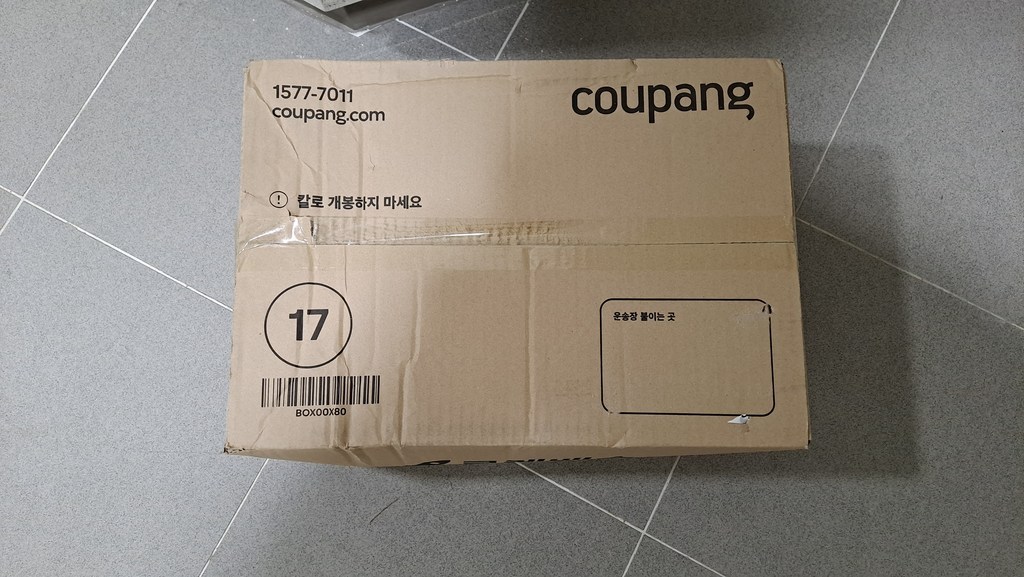 1577-7011
coupang.com
coupang
! 칼로 개봉하지 마세요
17
운송장 붙이는 곳
BOX00X80